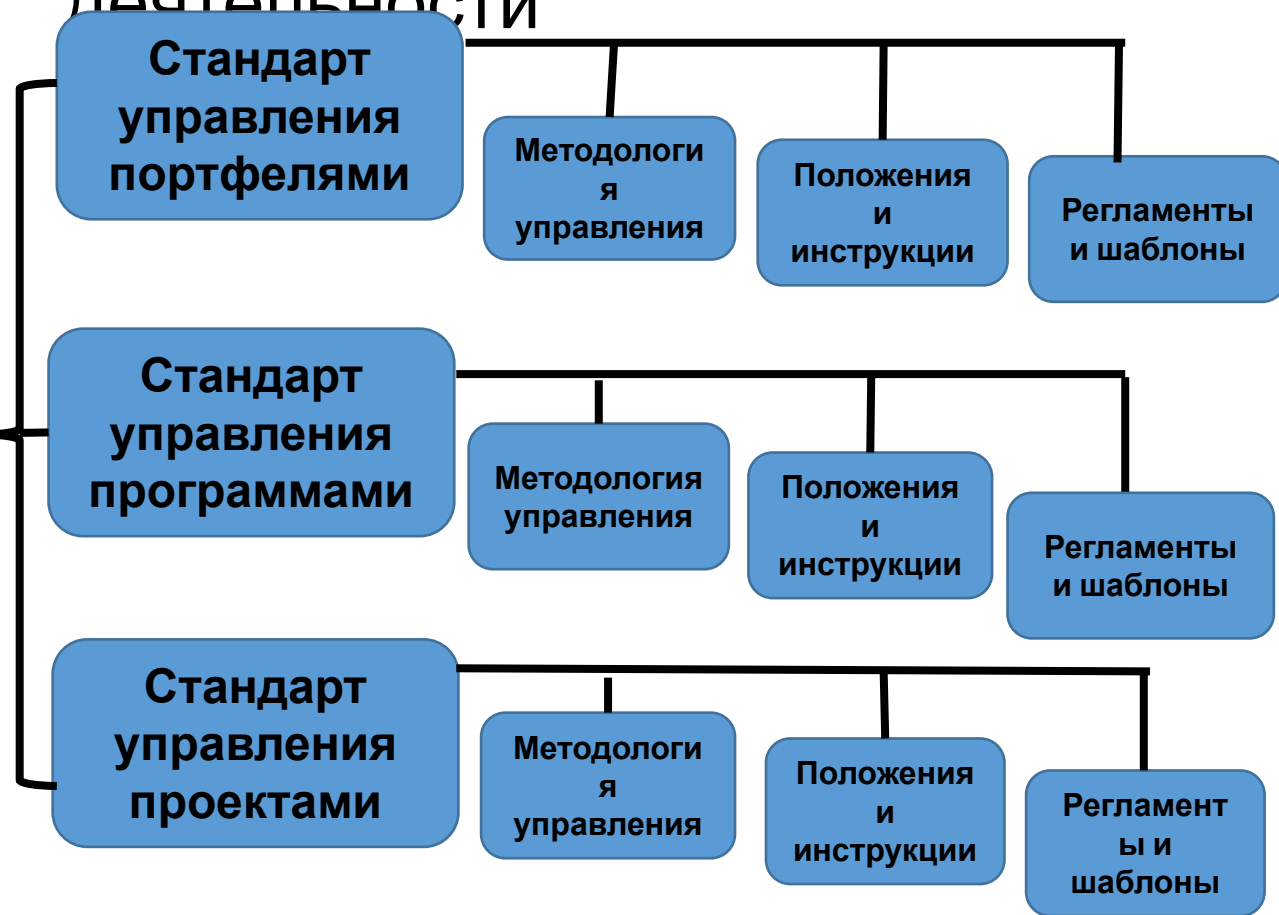 деятельности
Стандарт
управления
портфелями
Методологи
я
управления
Положения
и
инструкции
Регламенты
и шаблоны
Стандарт
управления
программами
Методология
управления
Положения
и
инструкции
Регламенты
и шаблоны
Стандарт
управления
проектами
Методологи
я
управления
Положения
и
инструкции
Регламент
ы и
шаблоны